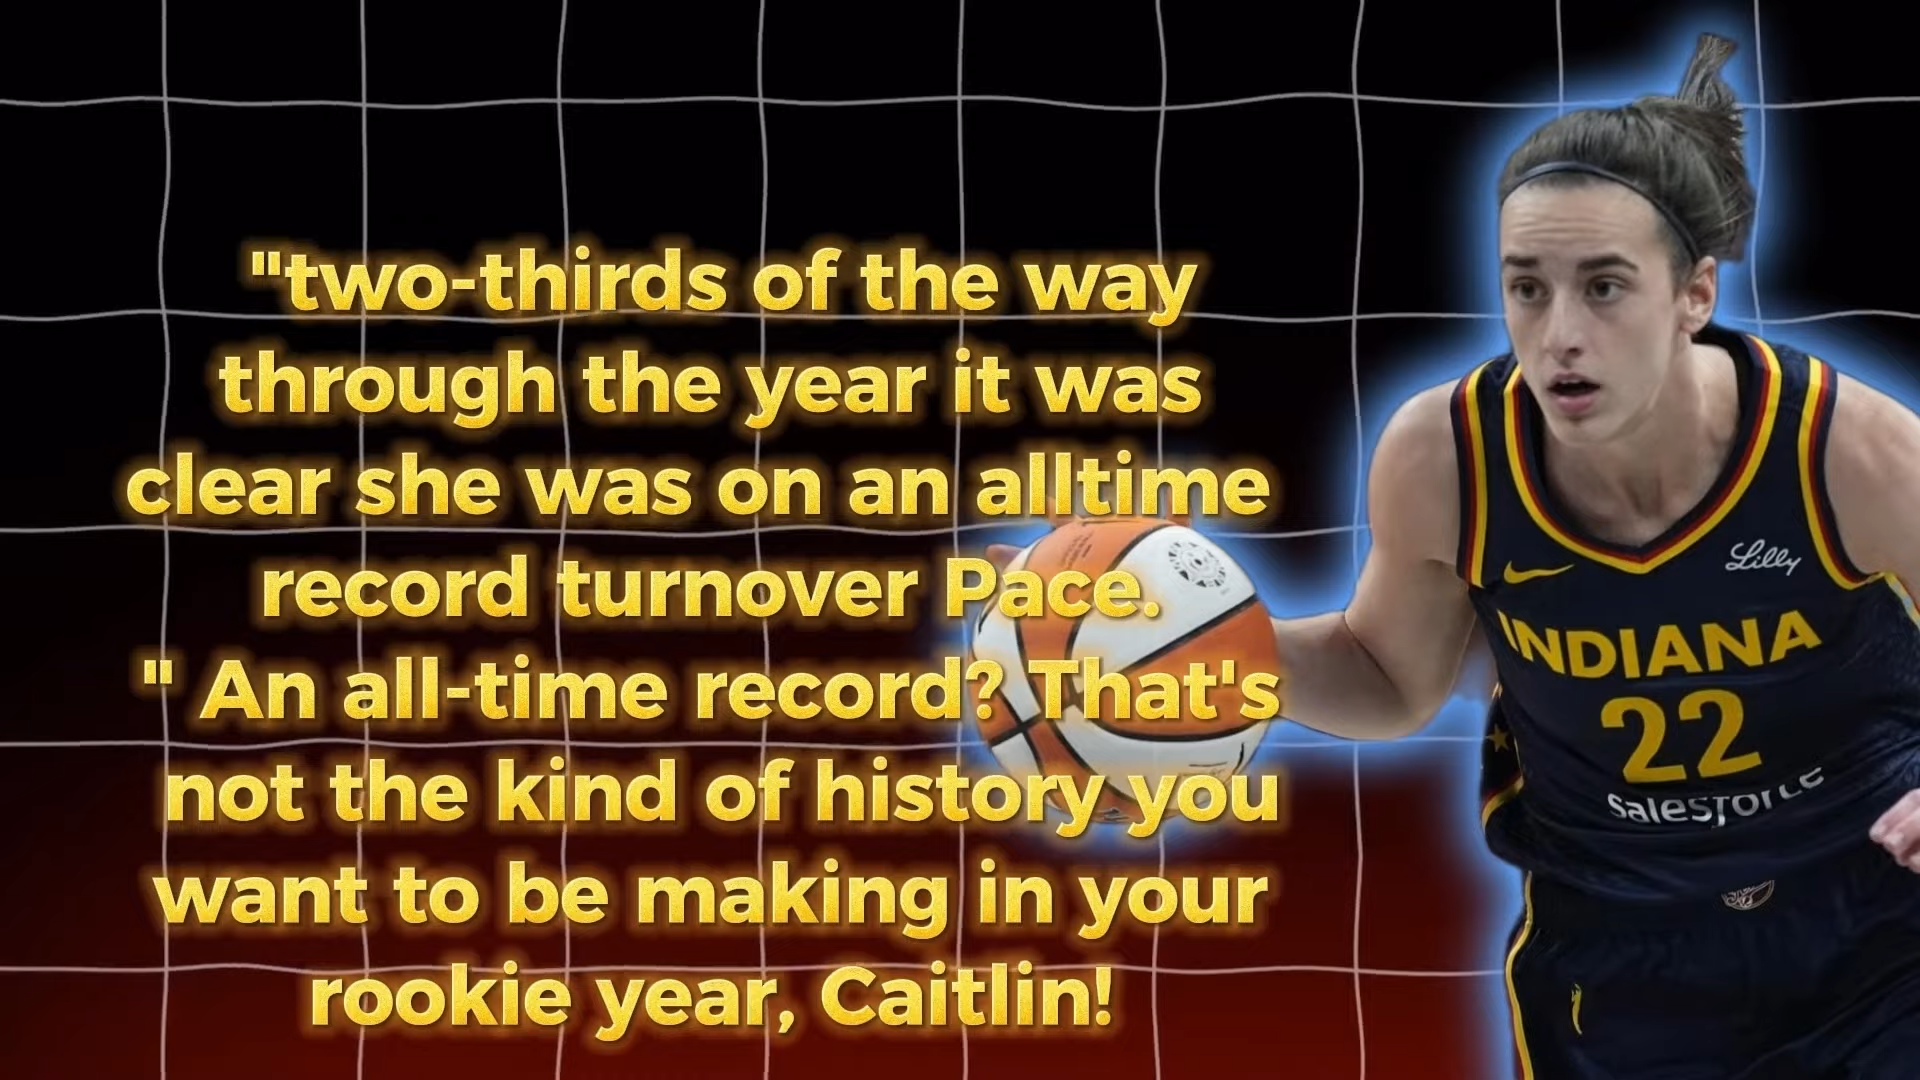 "two-thirds of the way
through the year it was
clear she was on an alltime
record turnover Pace.
" An all-time record? That's
not the kind of history you
want to be making in your
rookie year, Caitlin!
Lilly
INDIANA
22
salesforce